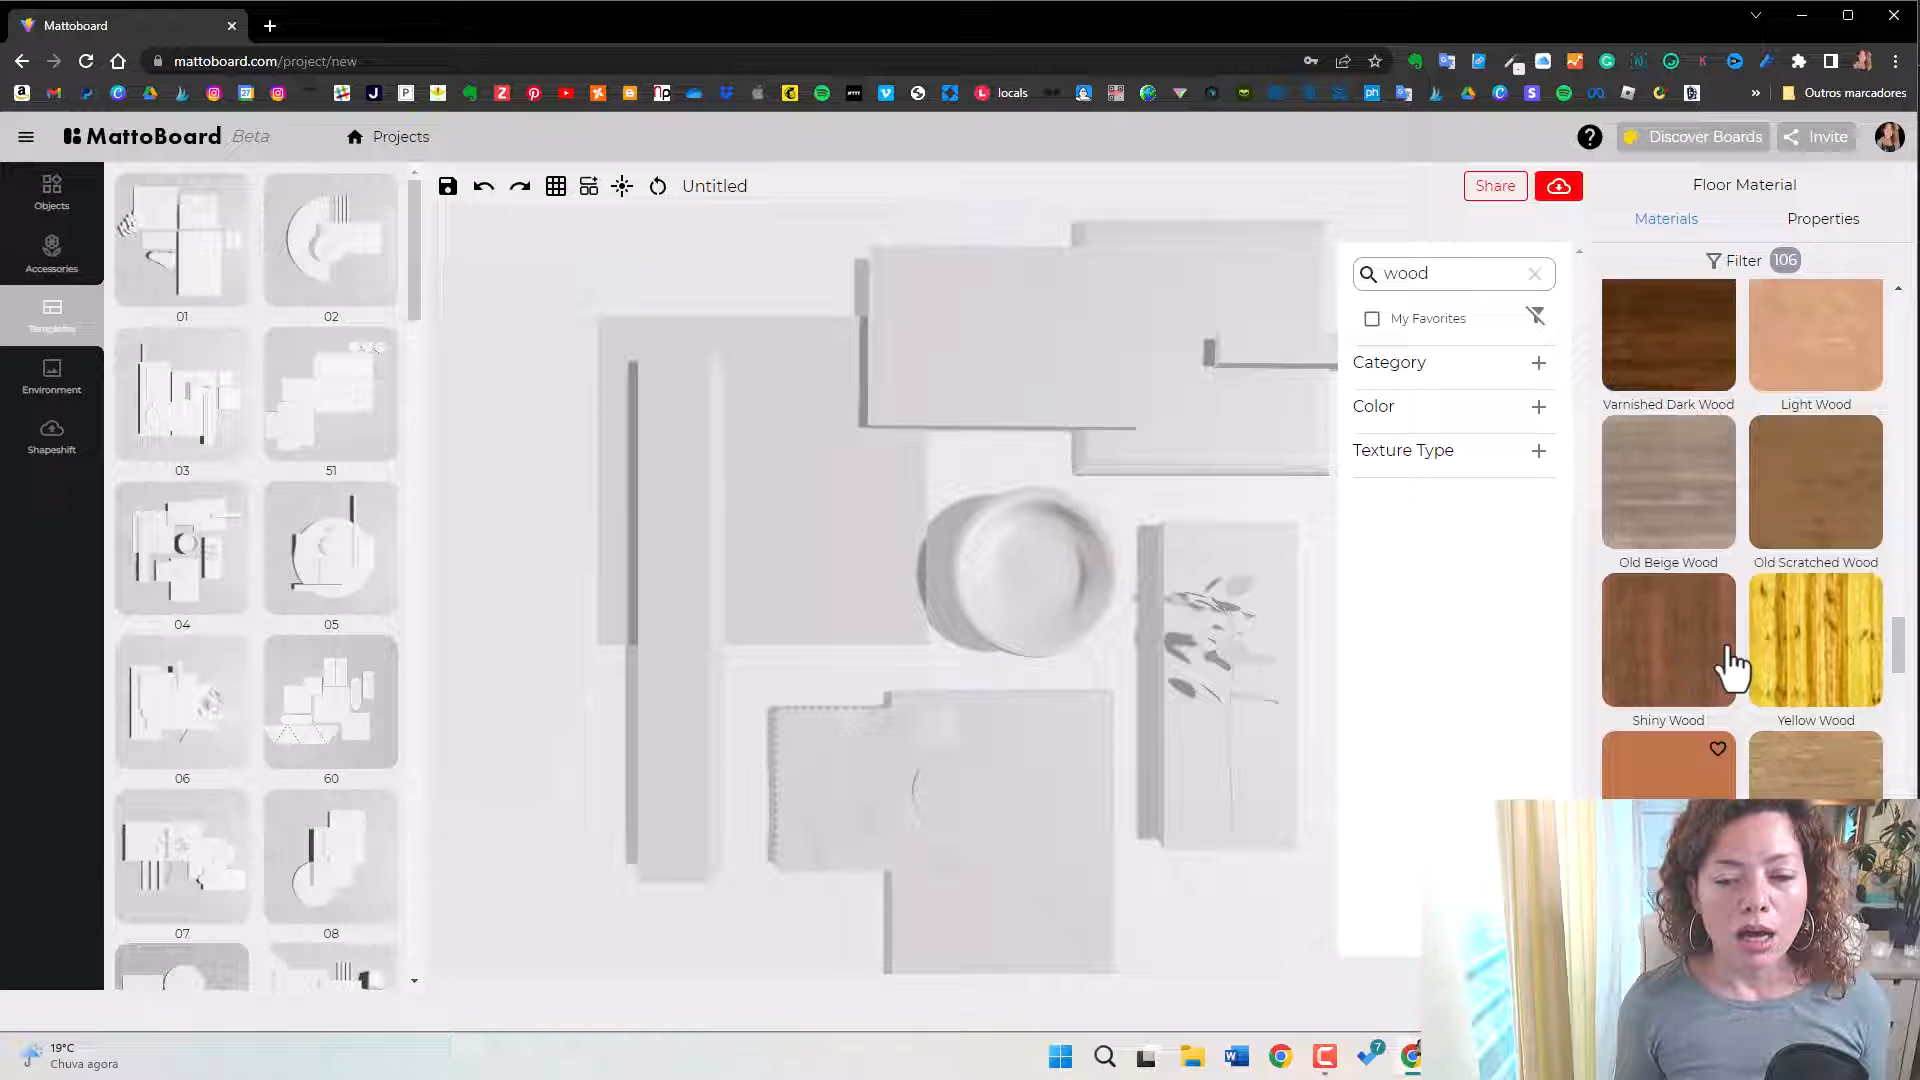 Mattoboard
mattoboard.com/project/new
locals
Outros marcadores
MattoBoard Beta
Projects
Discover Boards
Invite
Objects
Accessories
Templates
Environment
Shapeshift
01
02
03
51
04
05
06
60
07
08
Untitled
Share
wood
My Favorites
Category
Color
Texture Type
Floor Material
Materials
Properties
Filter 106
Varnished Dark Wood
Light Wood
Old Beige Wood
Old Scratched Wood
Shiny Wood
Yellow Wood
19°C
Chuva agora
7